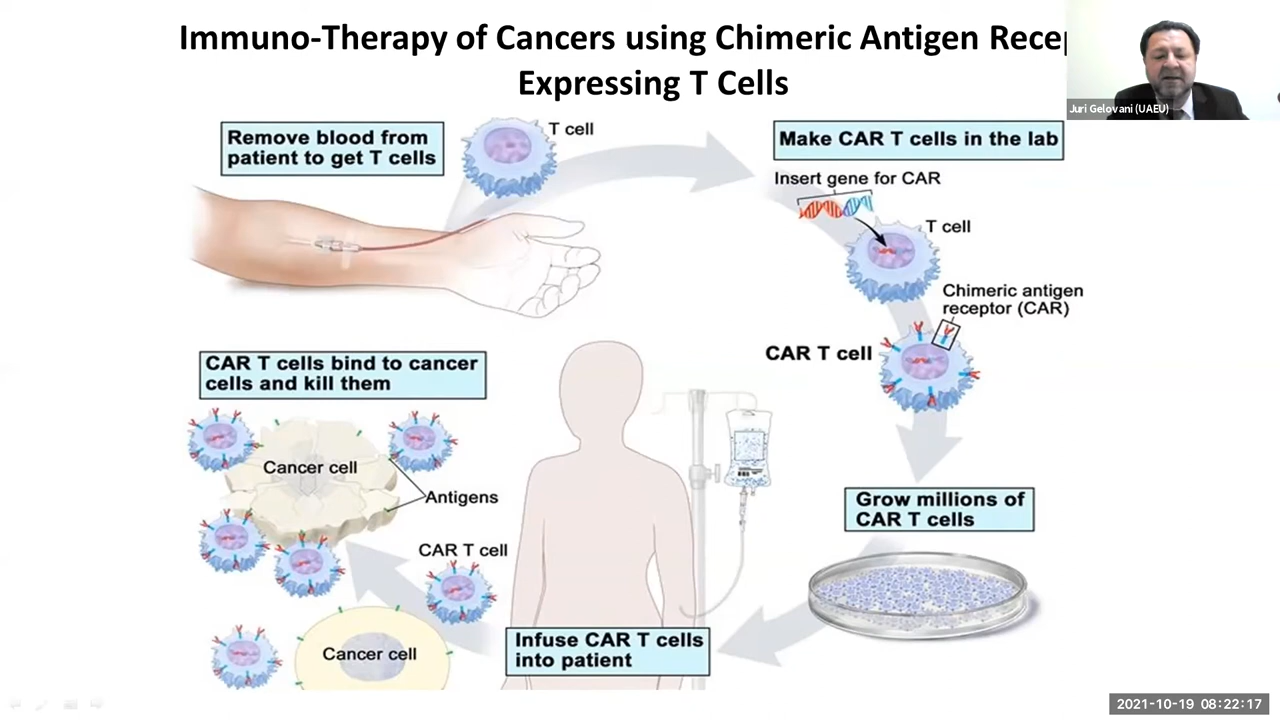 Immuno-Therapy of Cancers using Chimeric Antigen Recep
Expressing T Cells
Juri Gelovani (UAEU)
Remove blood from
patient to get T cells
T cell
Make CAR T cells in the lab
Insert gene for CAR
T cell
Chimeric antigen
receptor (CAR)
CAR T cell
Grow millions of
CAR T cells
Infuse CAR T cells
into patient
CAR T cells bind to cancer
cells and kill them
Cancer cell
Antigens
CAR T cell
Cancer cell
2021-10-19 08:22:17